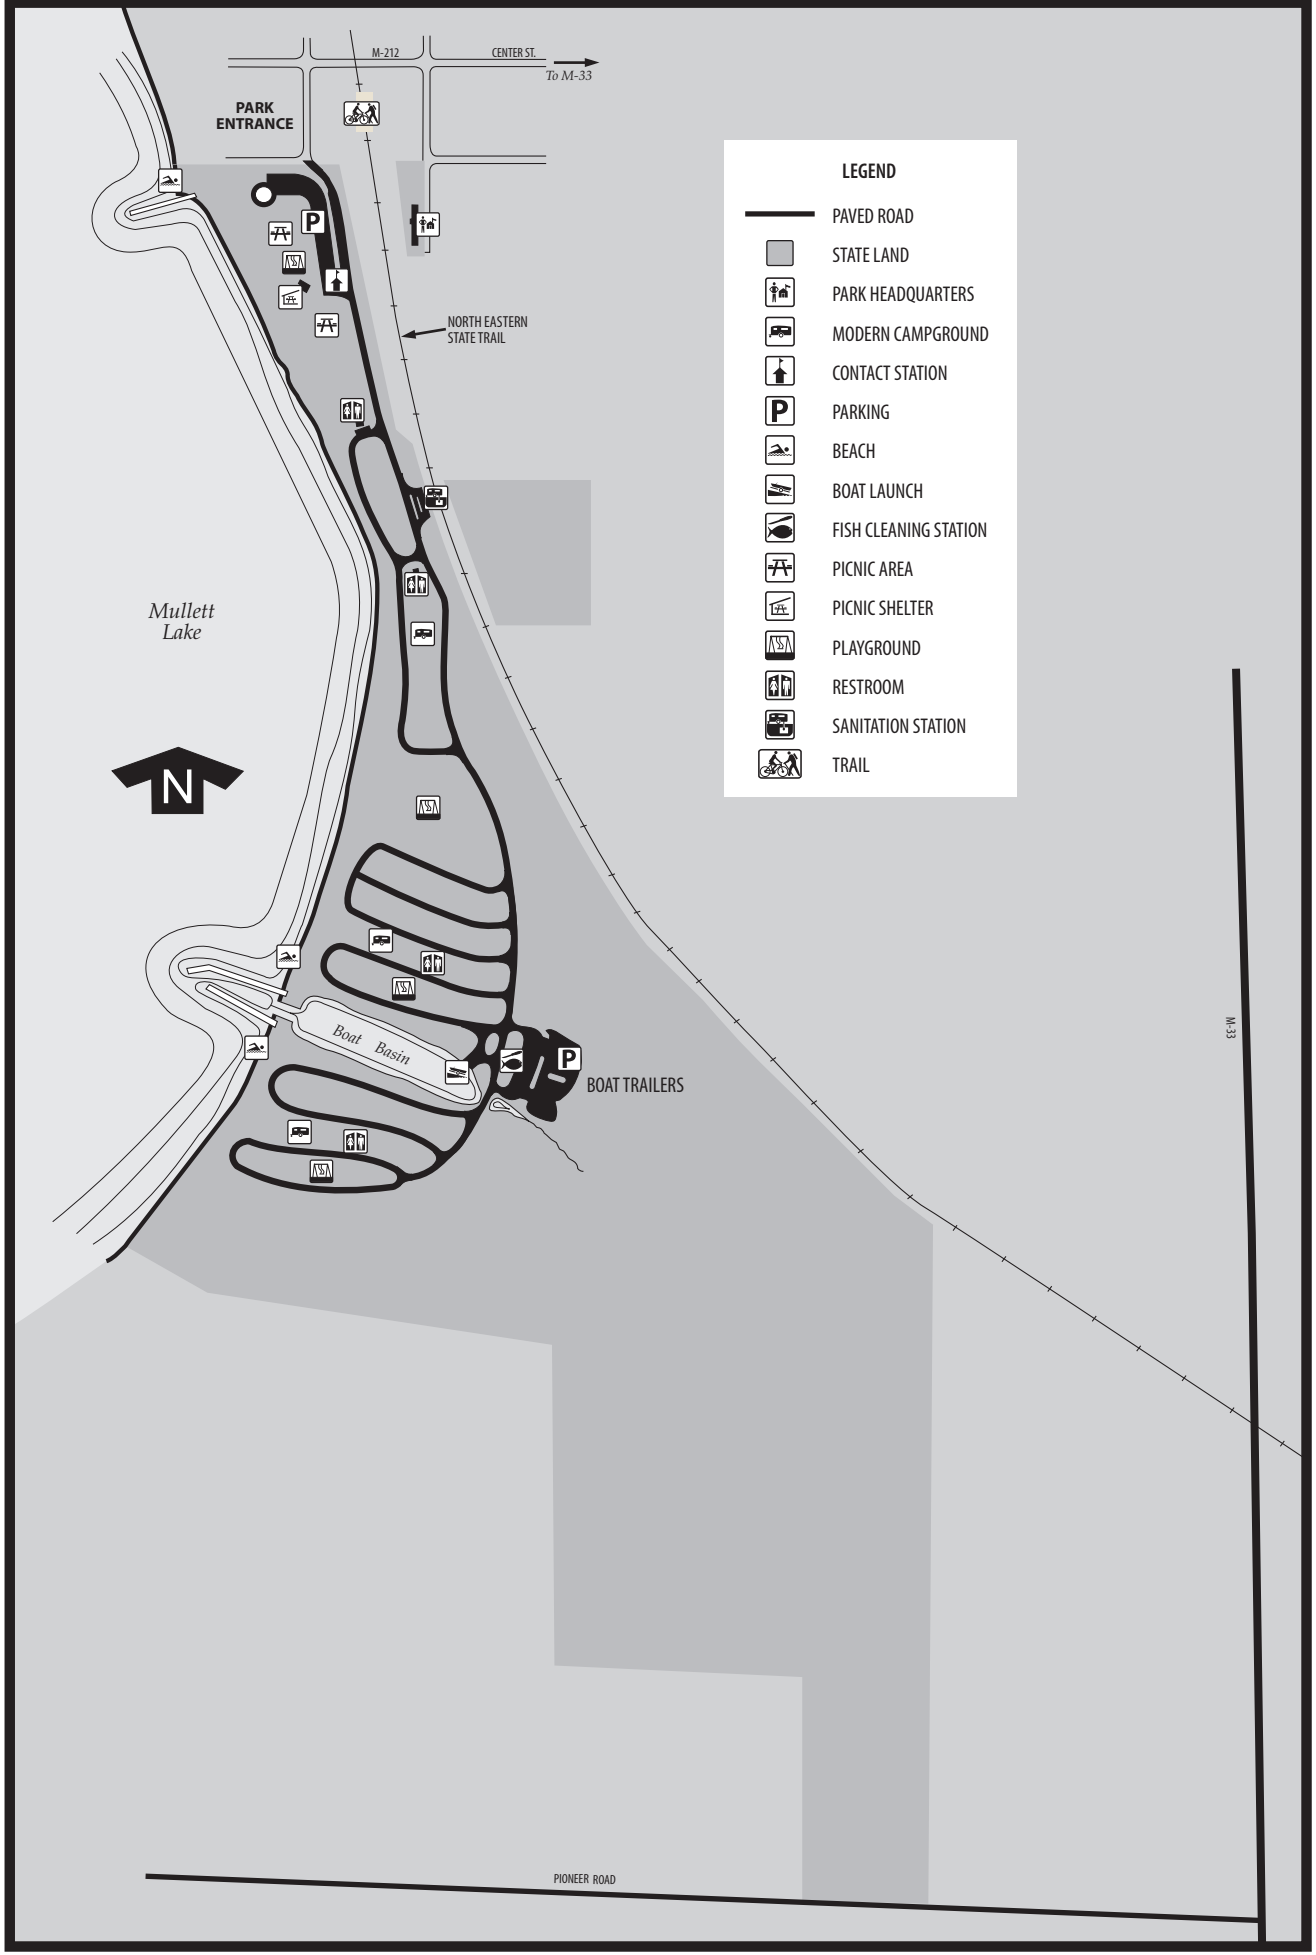 M-212
CENTER ST.
To M-33
PARK
ENTRANCE
P
NORTH EASTERN
STATE TRAIL
LEGEND
PAVED ROAD
STATE LAND
PARK HEADQUARTERS
MODERN CAMPGROUND
CONTACT STATION
P
PARKING
BEACH
BOAT LAUNCH
FISH CLEANING STATION
PICNIC AREA
PICNIC SHELTER
PLAYGROUND
RESTROOM
SANITATION STATION
TRAIL
Mullett
Lake
N
Boat Basin
P
BOAT TRAILERS
M-33
PIONEER ROAD